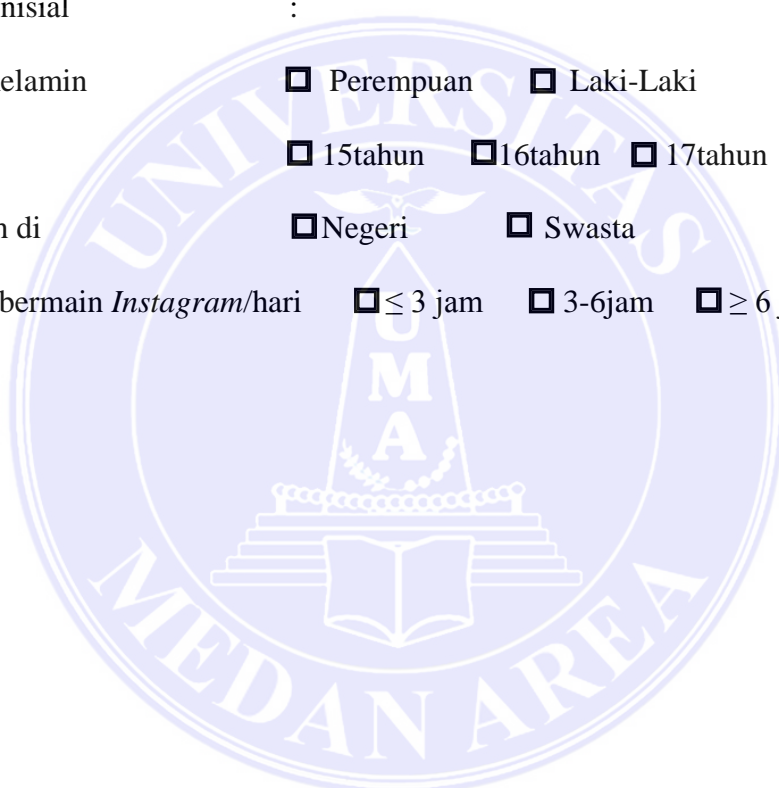 nisial :
elamin ☐ Perempuan ☐ Laki-Laki
☐ 15tahun ☐16tahun ☐ 17tahun
n di ☐Negeri ☐ Swasta
bermain Instagram/hari ☐≤ 3 jam ☐ 3-6jam ☐ ≥ 6 j
UNIVERSITAS
UMA
MEDAN AREA